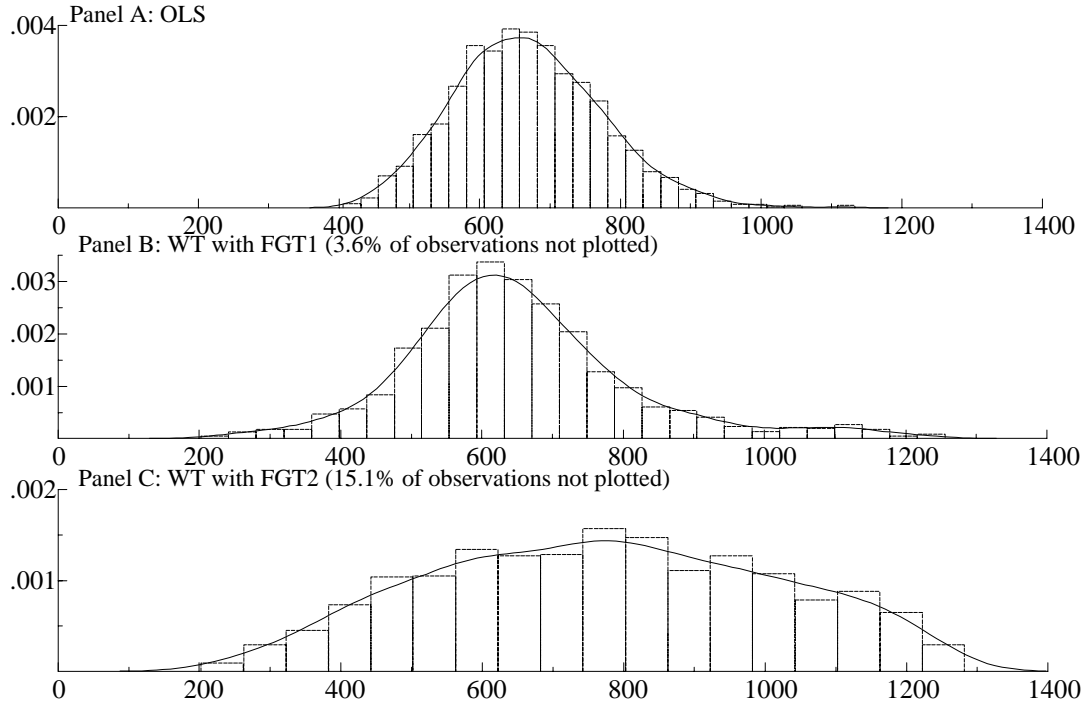 Panel A: OLS
.004
.002
0 200 400 600 800 1000 1200 1400
Panel B: WT with FGT1 (3.6% of observations not plotted)
.003
.002
.001
0 200 400 600 800 1000 1200 1400
Panel C: WT with FGT2 (15.1% of observations not plotted)
.002
.001
0 200 400 600 800 1000 1200 1400